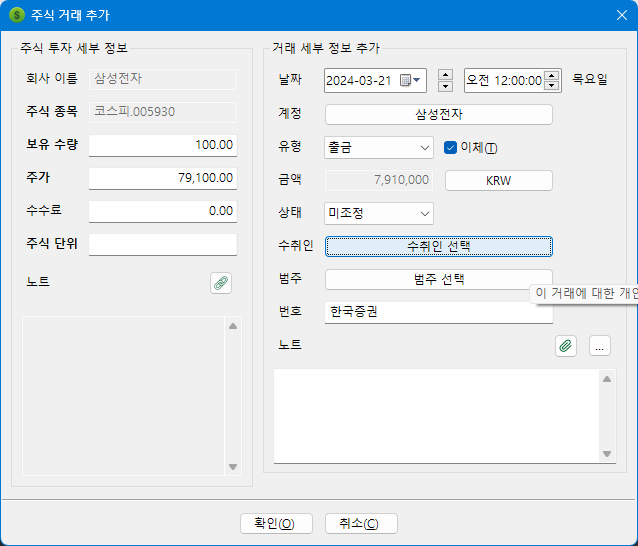 주식 거래 추가
주식 투자 세부 정보
회사 이름 삼성전자
주식 종목 코스피.005930
보유 수량 100.00
주가 79,100.00
수수료 0.00
주식 단위
노트
거래 세부 정보 추가
날짜 2024-03-21 오전 12:00:00 목요일
계정 삼성전자
유형 출금 이체(T)
금액 7,910,000 KRW
상태 미조정
수취인 수취인 선택
범주 범주 선택
이 거래에 대한 개인
번호 한국증권
노트 ...
확인(O) 취소(C)